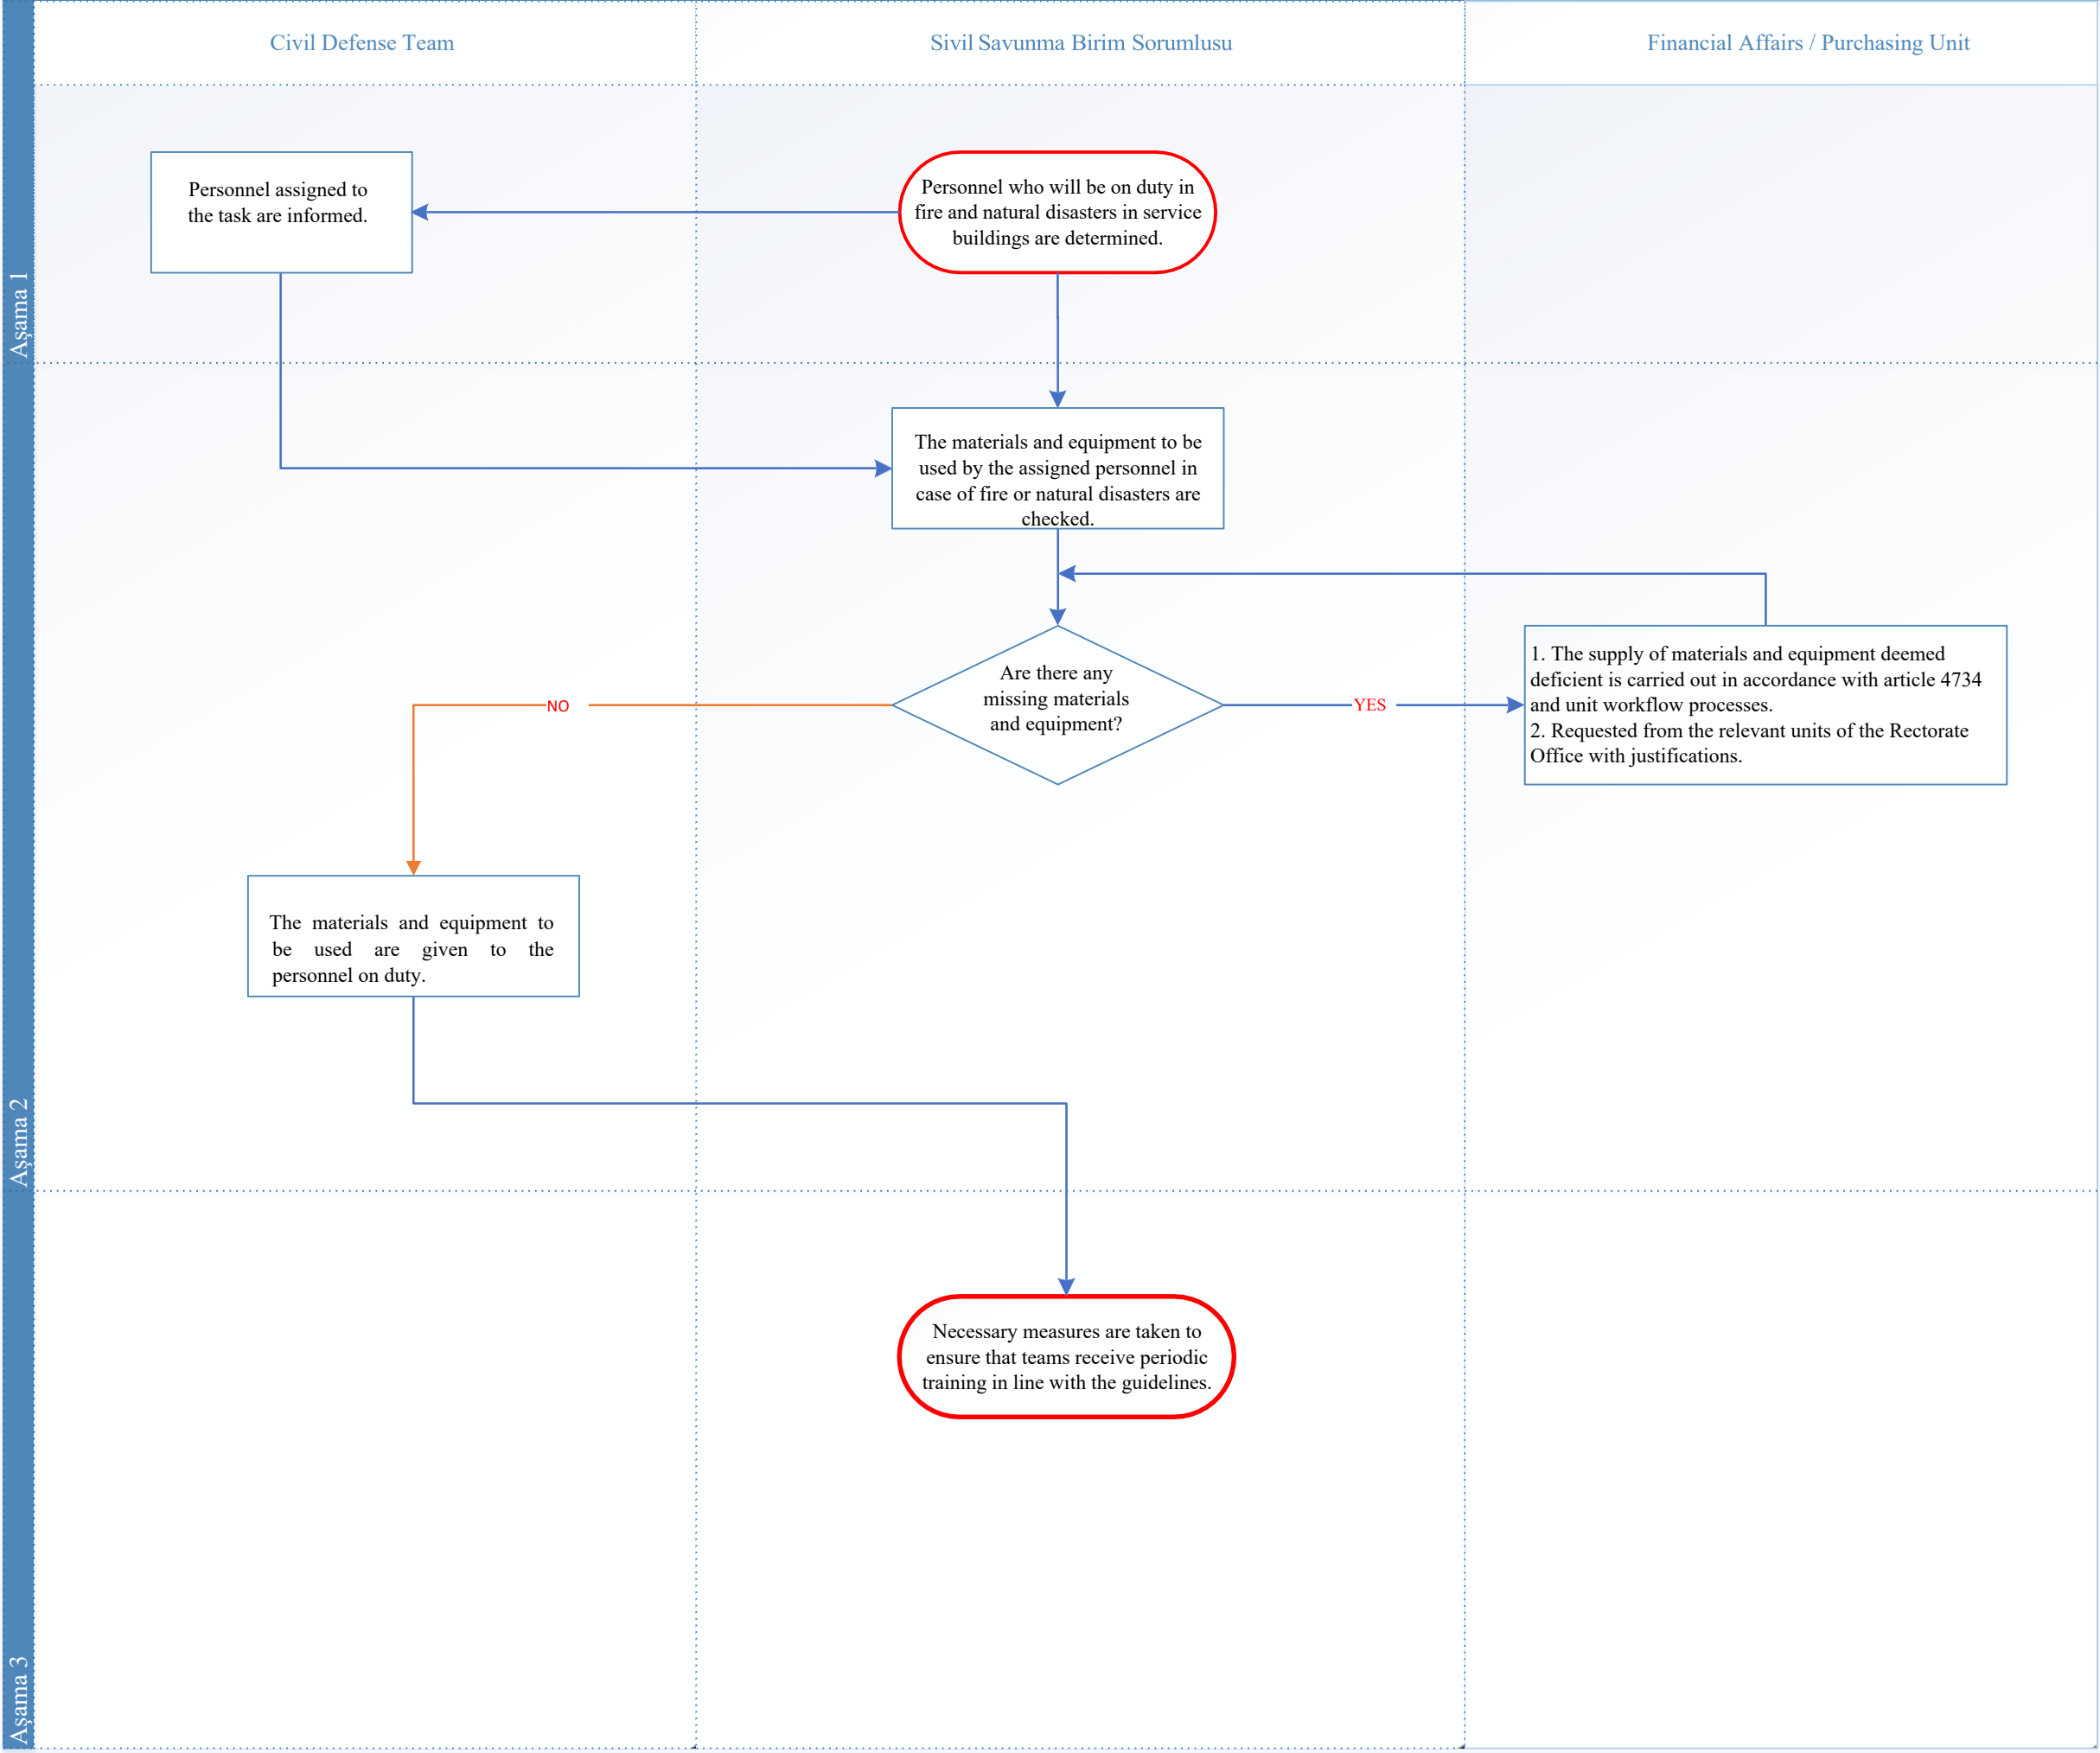 Civil Defense Team
Sivil Savunma Birim Sorumlusu
Financial Affairs / Purchasing Unit
Aşama 1
Personnel assigned to
the task are informed.
Personnel who will be on duty in
fire and natural disasters in service
buildings are determined.
Aşama 2
The materials and equipment to be
used by the assigned personnel in
case of fire or natural disasters are
checked.
Are there any
missing materials
and equipment?
NO
YES
1. The supply of materials and equipment deemed
deficient is carried out in accordance with article 4734
and unit workflow processes.
2. Requested from the relevant units of the Rectorate
Office with justifications.
The materials and equipment to
be used are given to the
personnel on duty.
Aşama 3
Necessary measures are taken to
ensure that teams receive periodic
training in line with the guidelines.